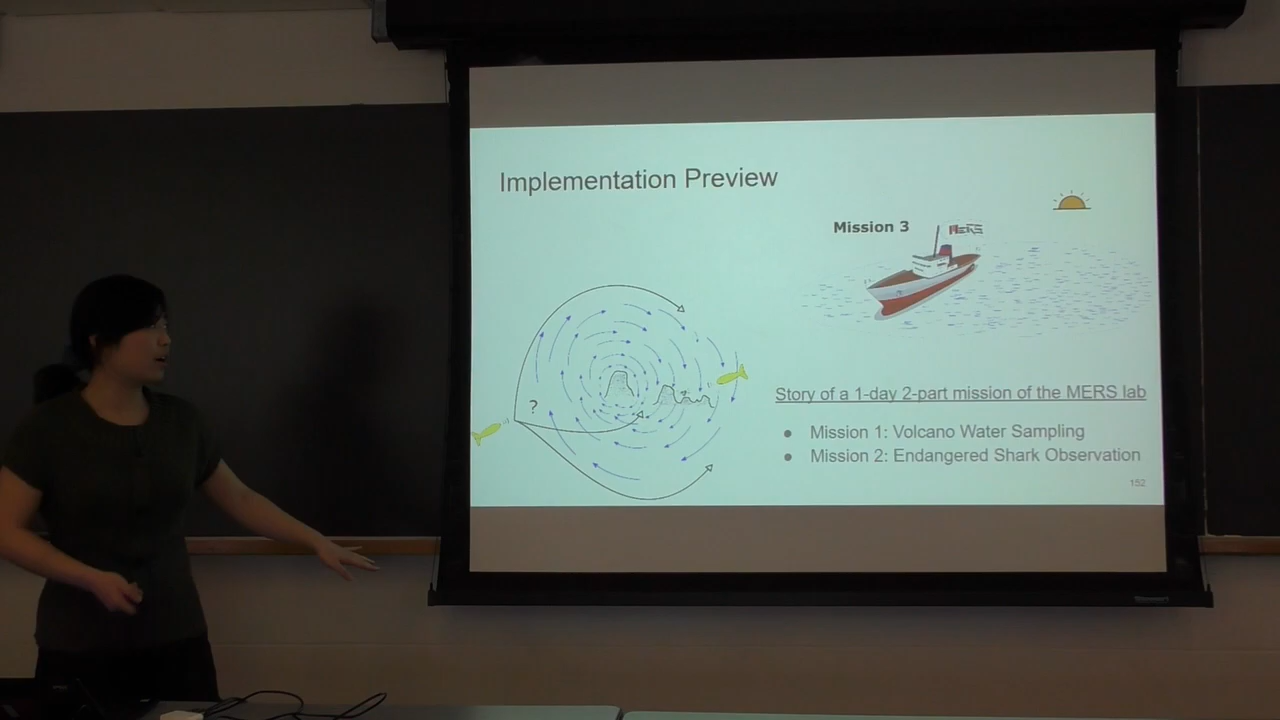 Implementation Preview
Mission 3
MERS
?
Story of a 1-day 2-part mission of the MERS lab
● Mission 1: Volcano Water Sampling
● Mission 2: Endangered Shark Observation
152